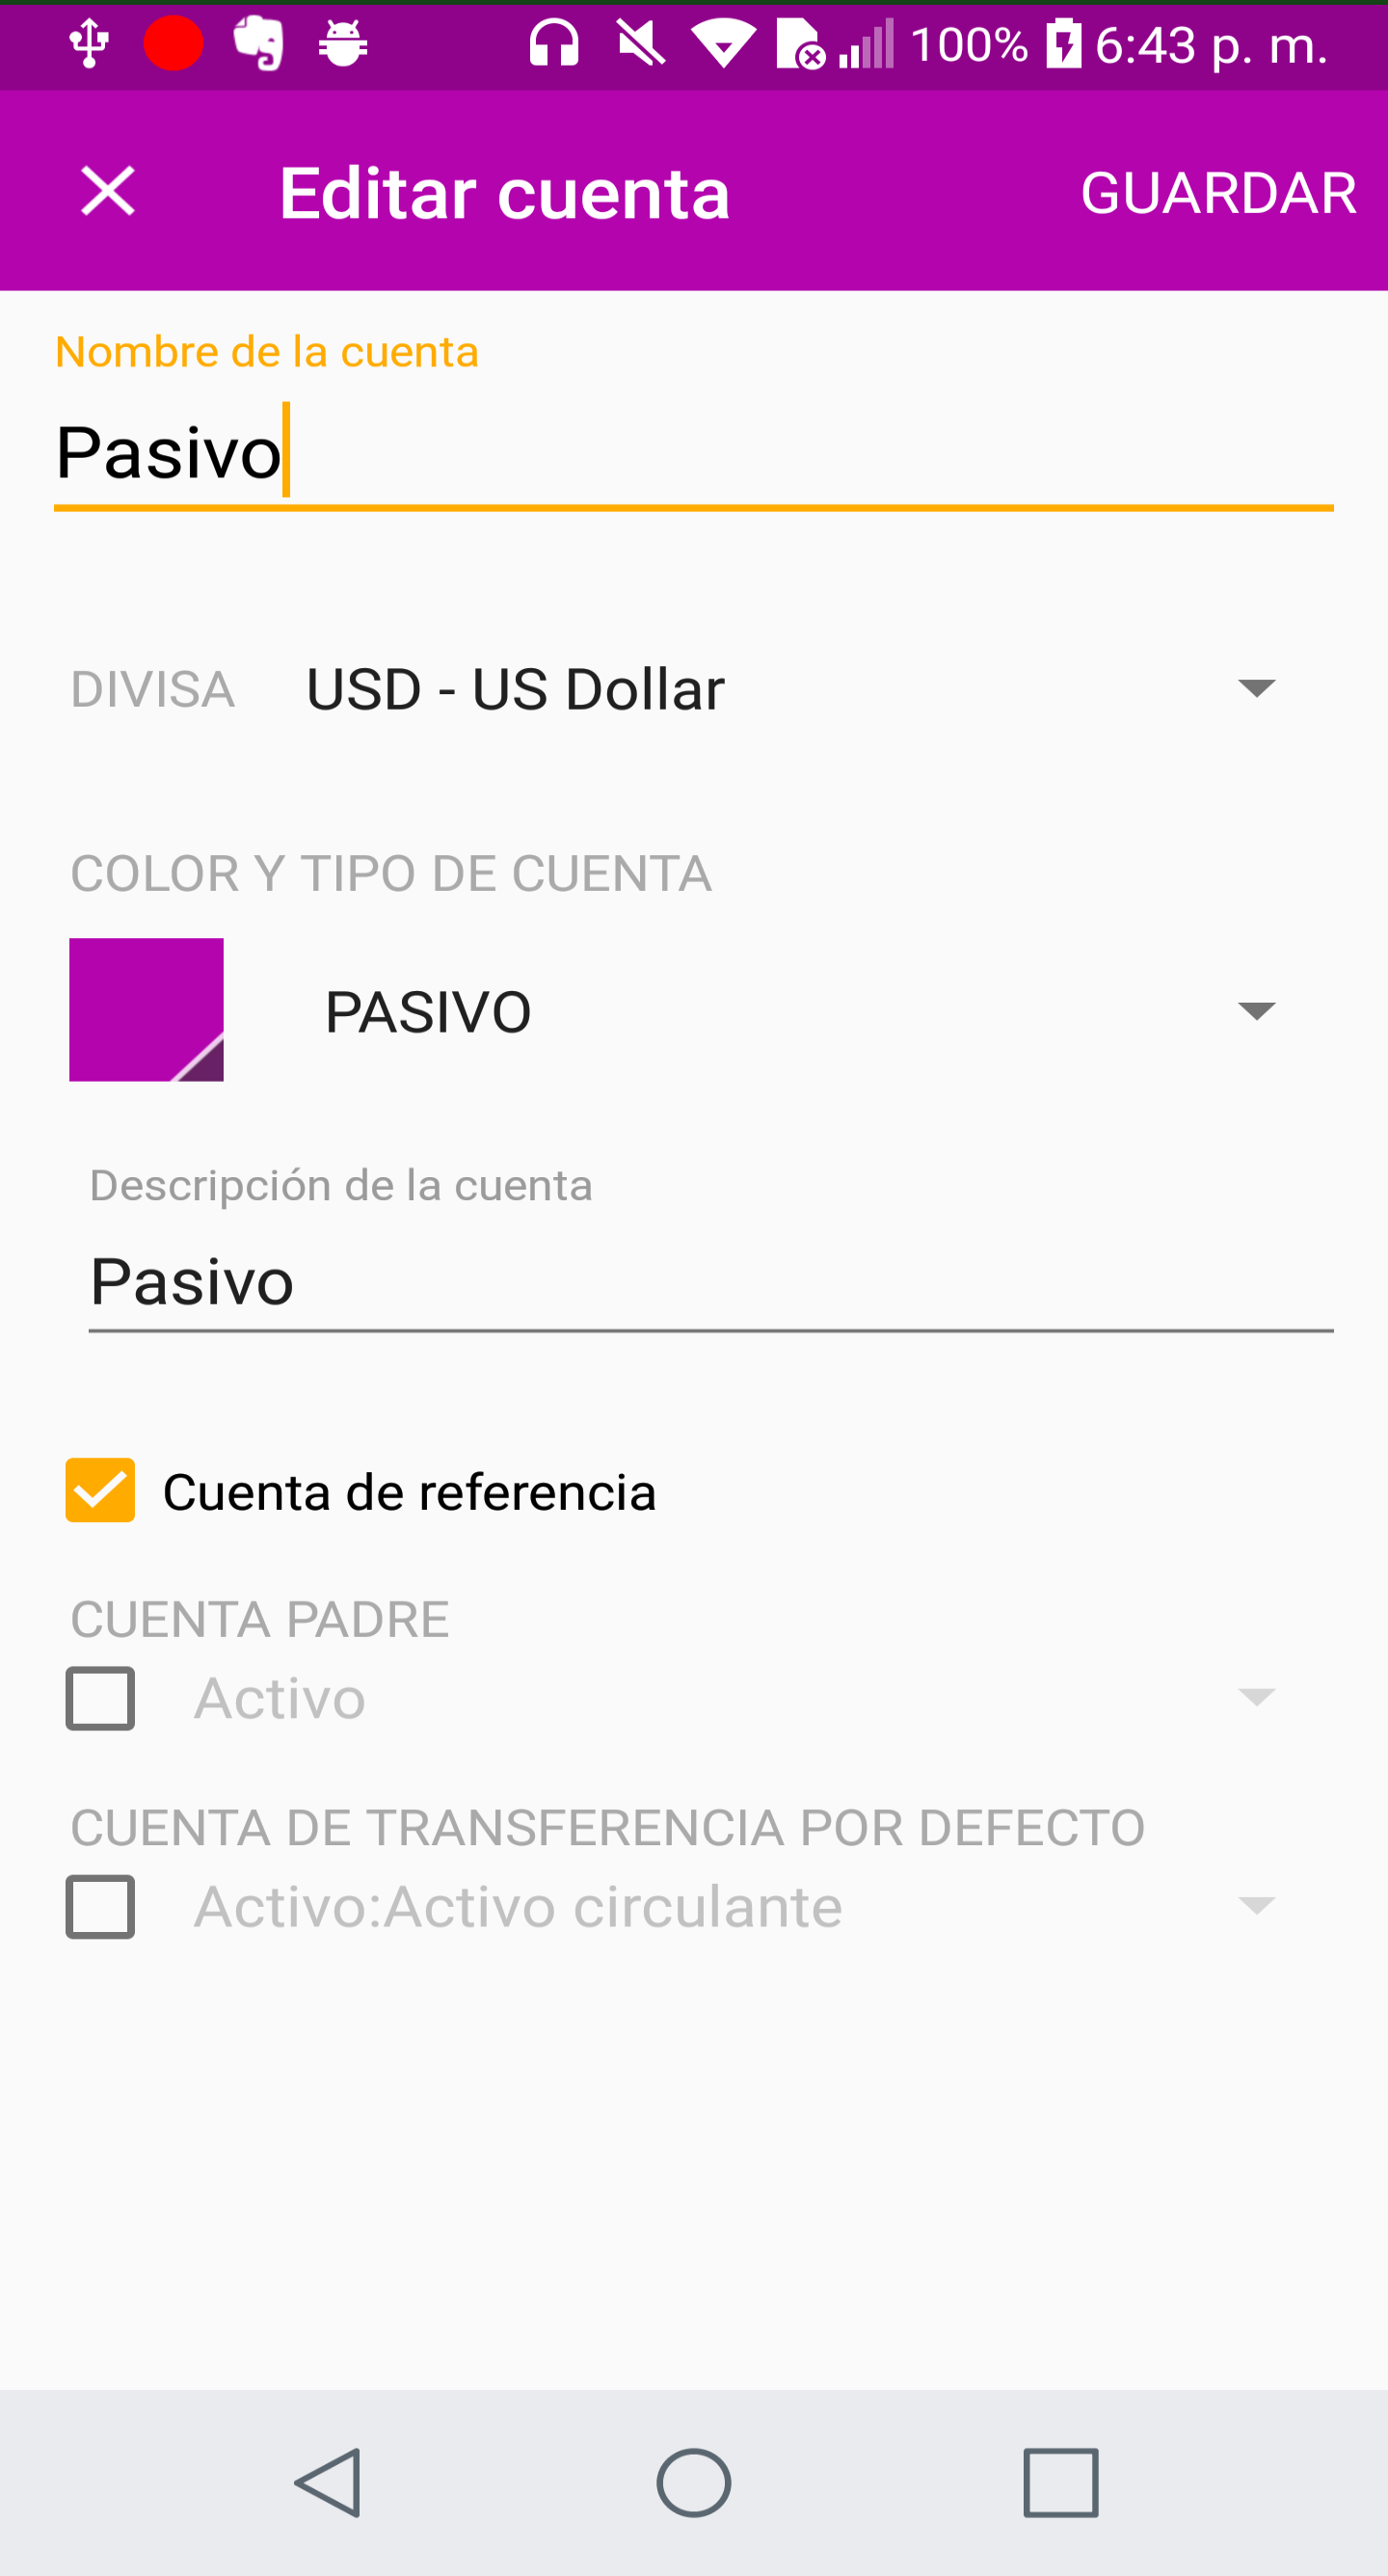 100% 6:43 p. m.
Editar cuenta GUARDAR
Nombre de la cuenta
Pasivo
DIVISA USD - US Dollar
COLOR Y TIPO DE CUENTA
PASIVO
Descripción de la cuenta
Pasivo
Cuenta de referencia
CUENTA PADRE
Activo
CUENTA DE TRANSFERENCIA POR DEFECTO
Activo:Activo circulante